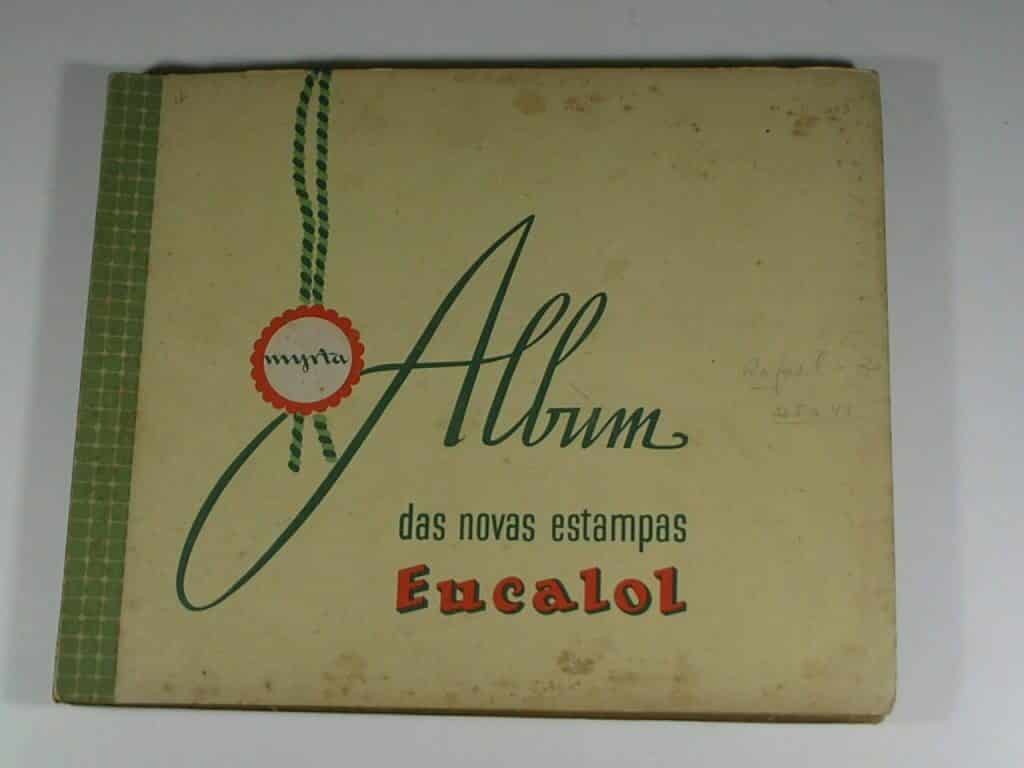 myrta
Album
das novas estampas
Eucalol